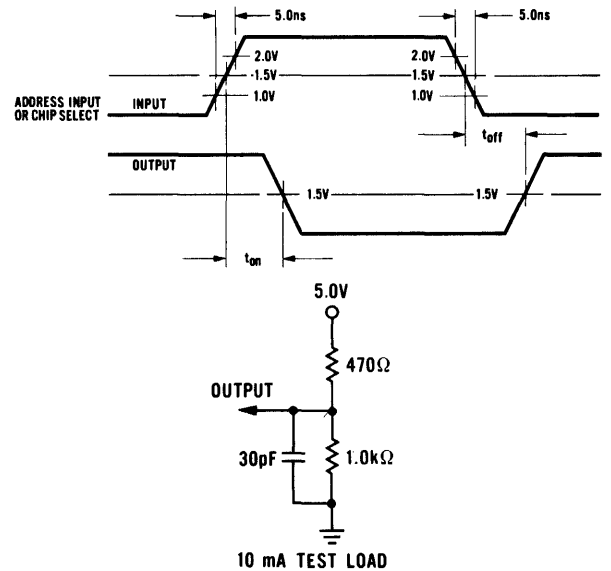 5.0ns 5.0ns
2.0V 2.0V
1.5V 1.5V
1.0V 1.0V
ADDRESS INPUT
OR CHIP SELECT
INPUT
toff
OUTPUT
1.5V 1.5V
ton
5.0V
470Ω
OUTPUT
30pF
1.0kΩ
10 mA TEST LOAD